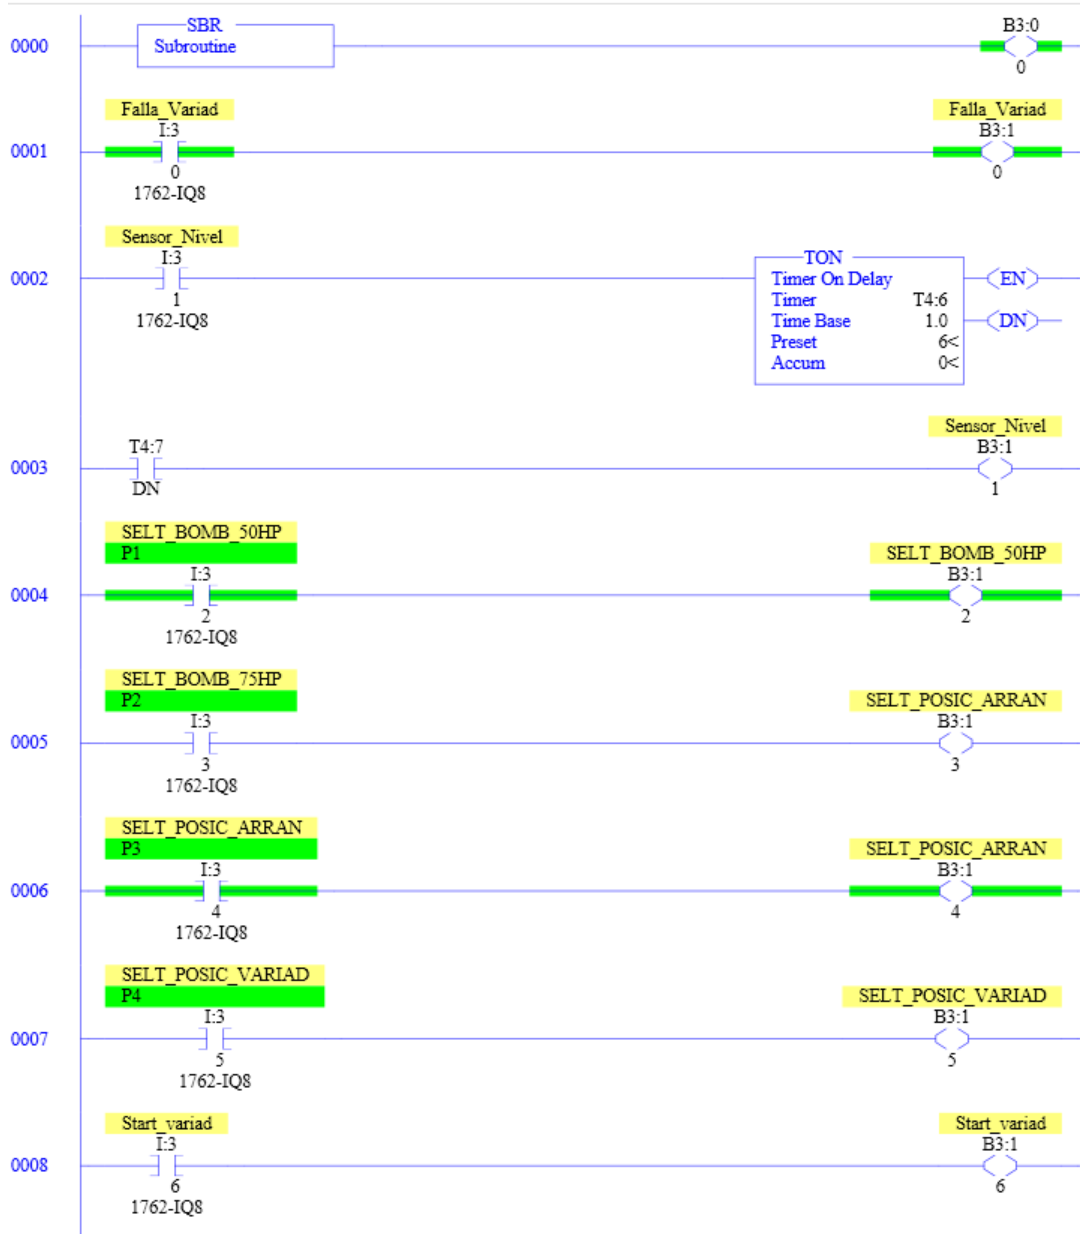 SBR
B3:0
0000
Subroutine
0
Falla_Variad
Falla_Variad
I:3
B3:1
0001
0
0
1762-IQ8
Sensor_Nivel
I:3
TON
0002
Timer On Delay
EN
1
Timer T4:6
1762-IQ8
Time Base 1.0
DN
Preset 6<
Accum 0<
Sensor_Nivel
T4:7
B3:1
0003
DN
1
SELT_BOMB_50HP
P1
SELT_BOMB_50HP
I:3
B3:1
0004
2
2
1762-IQ8
SELT_BOMB_75HP
P2
SELT_POSIC_ARRAN
I:3
B3:1
0005
3
3
1762-IQ8
SELT_POSIC_ARRAN
P3
SELT_POSIC_ARRAN
I:3
B3:1
0006
4
4
1762-IQ8
SELT_POSIC_VARIAD
P4
SELT_POSIC_VARIAD
I:3
B3:1
0007
5
5
1762-IQ8
Start_variad
Start_variad
I:3
B3:1
0008
6
6
1762-IQ8